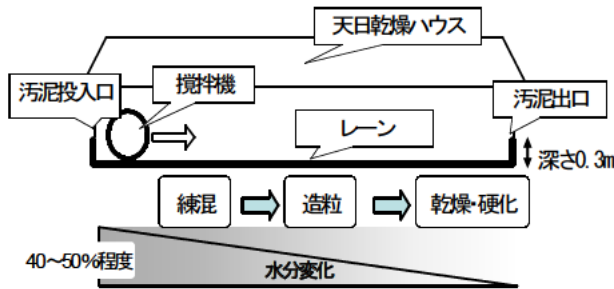 天日乾燥ハウス
汚泥投入口
撹拌機
汚泥出口
レーン
深さ0.3m
練混
造粒
乾燥・硬化
40～50%程度
水分変化